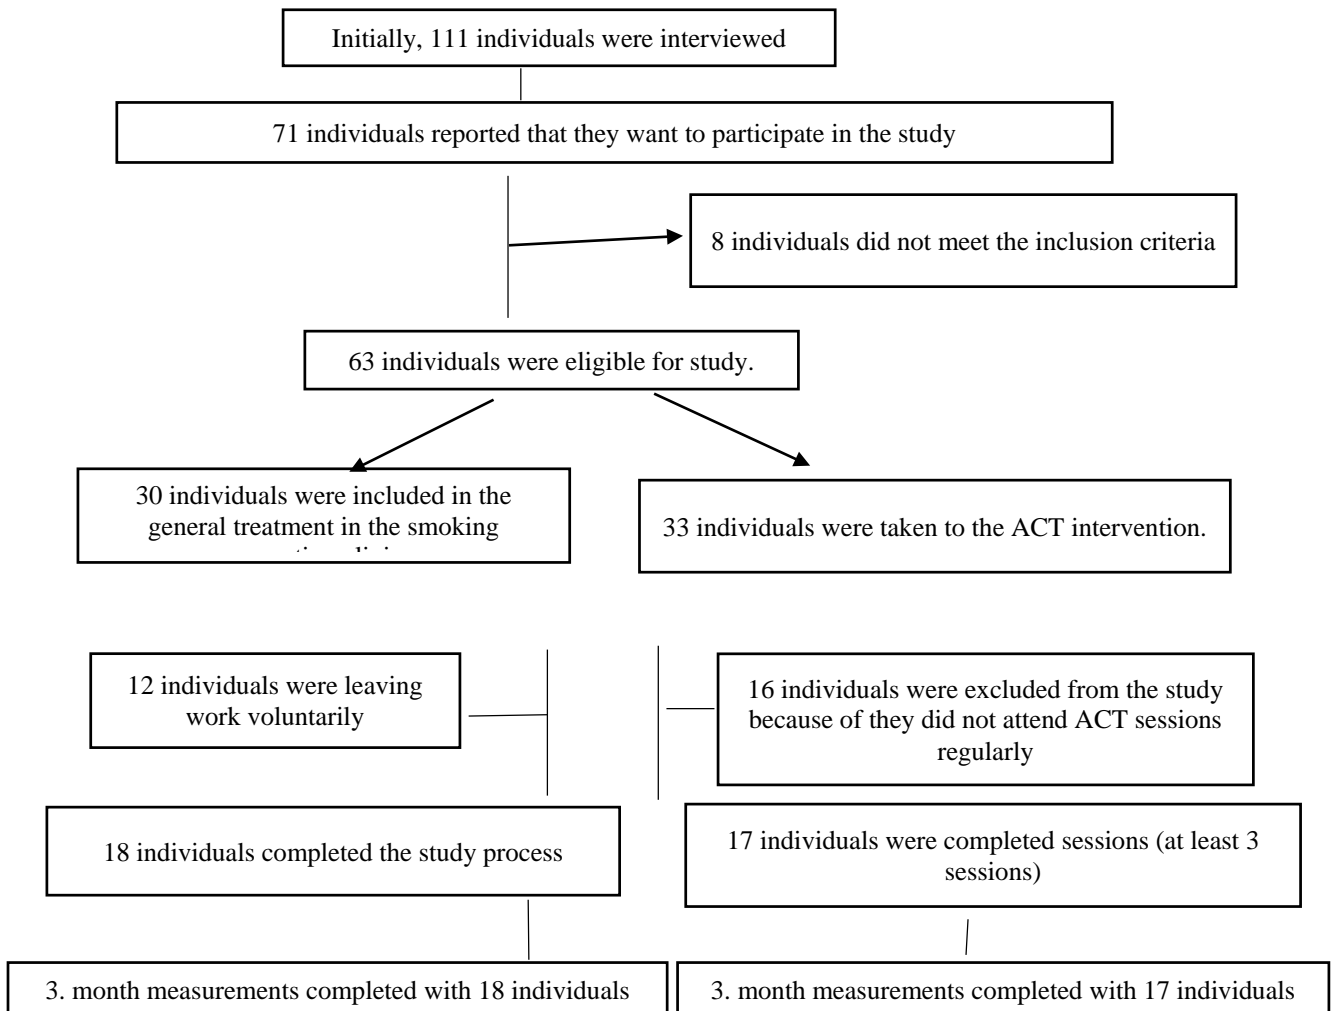 Initially, 111 individuals were interviewed
71 individuals reported that they want to participate in the study
8 individuals did not meet the inclusion criteria
63 individuals were eligible for study.
30 individuals were included in the
general treatment in the smoking
33 individuals were taken to the ACT intervention.
12 individuals were leaving
work voluntarily
16 individuals were excluded from the study
because of they did not attend ACT sessions
regularly
18 individuals completed the study process
17 individuals were completed sessions (at least 3
sessions)
3. month measurements completed with 18 individuals
3. month measurements completed with 17 individuals